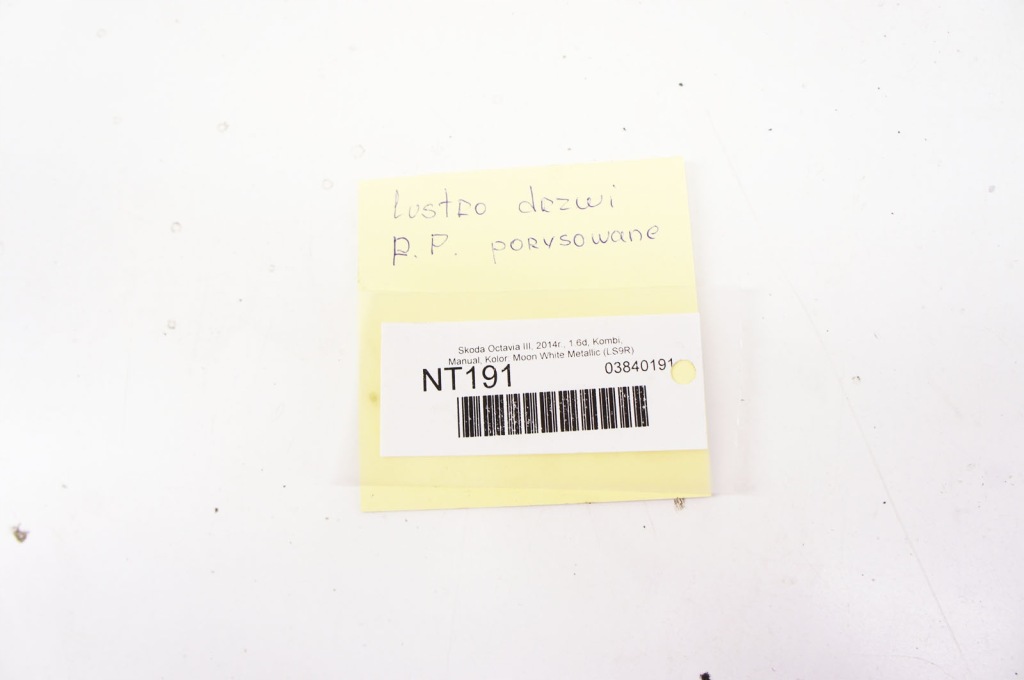 lustro drzwi
P.P. porysowane
Skoda Octavia III, 2014r., 1.6d, Kombi,
Manual, Kolor: Moon White Metallic (LS9R)
NT191 03840191